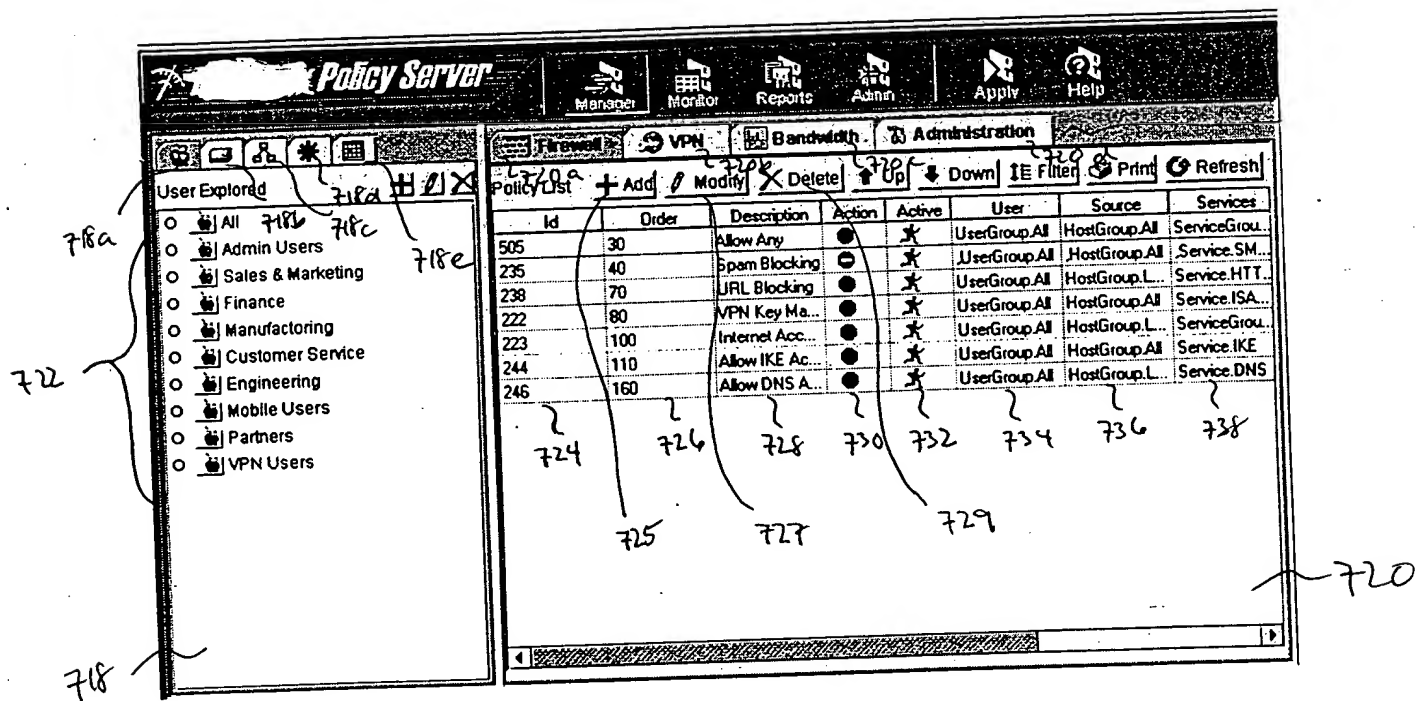 Policy Server
Manager Monitor Reports Admin Apply Help
Firewall VPN Bandwidth Administration
720a 720b 720c 720d
User Explored
Policy List Add Modify Delete Up Down Filter Print Refresh
718a 718b 718c 718d 718e
All
Admin Users
Sales & Marketing
Finance
Manufactoring
Customer Service
Engineering
Mobile Users
Partners
VPN Users
722
718
Id Order Description Action Active User Source Services
505 30 Allow Any UserGroup.All HostGroup.All ServiceGrou...
235 40 Spam Blocking ,UserGroup.All ,HostGroup.All ,Service.SM...
238 70 URL Blocking UserGroup.All HostGroup.L... Service.HTT...
222 80 VPN Key Ma... UserGroup.All HostGroup.All Service.ISA...
223 100 Internet Acc... UserGroup.All HostGroup.L... ServiceGrou...
244 110 Allow IKE Ac... UserGroup.All HostGroup.All Service.IKE
246 160 Allow DNS A... UserGroup.All HostGroup.L... Service.DNS
724 726 728 730 732 734 736 738
725 727 729
720